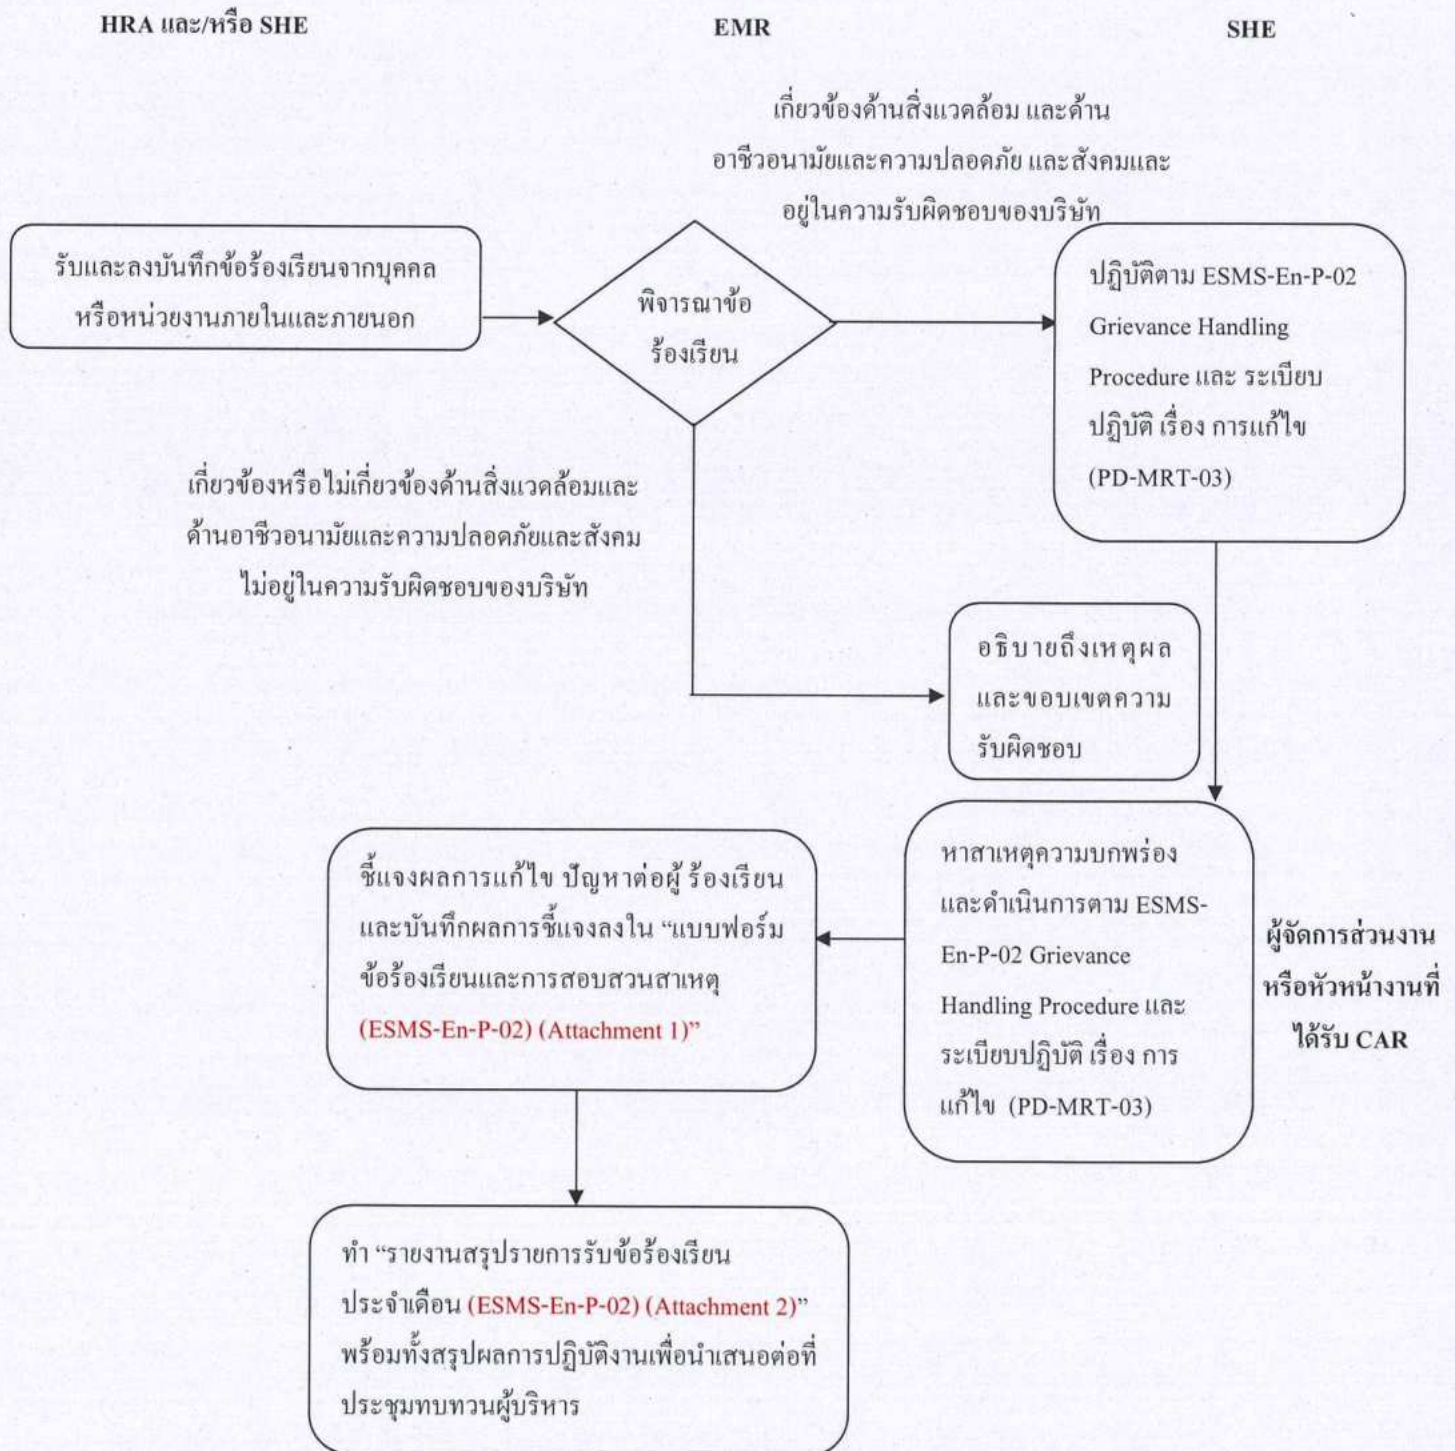 HRA และ/หรือ SHE
EMR
SHE
เกี่ยวข้องด้านสิ่งแวดล้อม และด้าน
อาชีวอนามัยและความปลอดภัย และสังคมและ
อยู่ในความรับผิดชอบของบริษัท
รับและลงบันทึกข้อร้องเรียนจากบุคคล
หรือหน่วยงานภายในและภายนอก
พิจารณาข้อ
ร้องเรียน
ปฏิบัติตาม ESMS-En-P-02
Grievance Handling
Procedure และ ระเบียบ
ปฏิบัติ เรื่อง การแก้ไข
(PD-MRT-03)
เกี่ยวข้องหรือไม่เกี่ยวข้องด้านสิ่งแวดล้อมและ
ด้านอาชีวอนามัยและความปลอดภัยและสังคม
ไม่อยู่ในความรับผิดชอบของบริษัท
อธิบายถึงเหตุผล
และขอบเขตความ
รับผิดชอบ
หาสาเหตุความบกพร่อง
และดำเนินการตาม ESMS-
En-P-02 Grievance
Handling Procedure และ
ระเบียบปฏิบัติ เรื่อง การ
แก้ไข (PD-MRT-03)
ผู้จัดการส่วนงาน
หรือหัวหน้างานที่
ได้รับ CAR
ชี้แจงผลการแก้ไข ปัญหาต่อผู้ ร้องเรียน
และบันทึกผลการชี้แจงลงใน “แบบฟอร์ม
ข้อร้องเรียนและการสอบสวนสาเหตุ
(ESMS-En-P-02) (Attachment 1)”
ทำ “รายงานสรุปรายการรับข้อร้องเรียน
ประจำเดือน (ESMS-En-P-02) (Attachment 2)”
พร้อมทั้งสรุปผลการปฏิบัติงานเพื่อนำเสนอต่อที่
ประชุมทบทวนผู้บริหาร